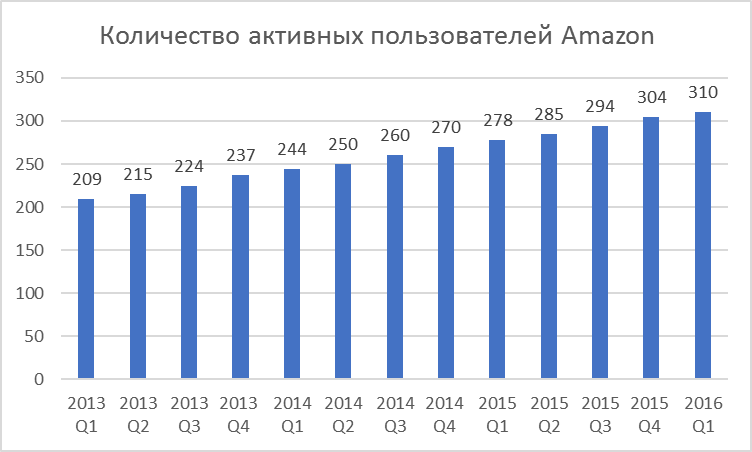 Количество активных пользователей Amazon
350
300
250
200
150
100
50
0
209
215
224
237
244
250
260
270
278
285
294
304
310
2013 Q1
2013 Q2
2013 Q3
2013 Q4
2014 Q1
2014 Q2
2014 Q3
2014 Q4
2015 Q1
2015 Q2
2015 Q3
2015 Q4
2016 Q1